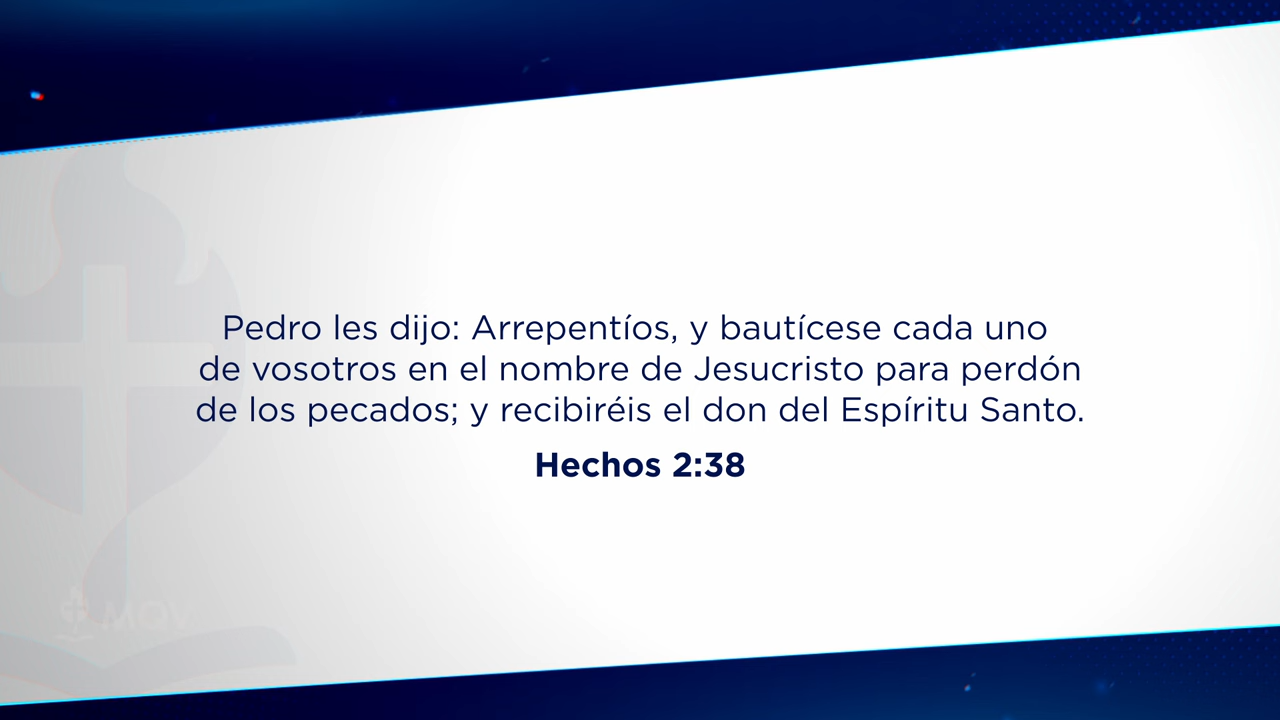 Pedro les dijo: Arrepentíos, y bautícese cada uno
de vosotros en el nombre de Jesucristo para perdón
de los pecados; y recibiréis el don del Espíritu Santo.
Hechos 2:38